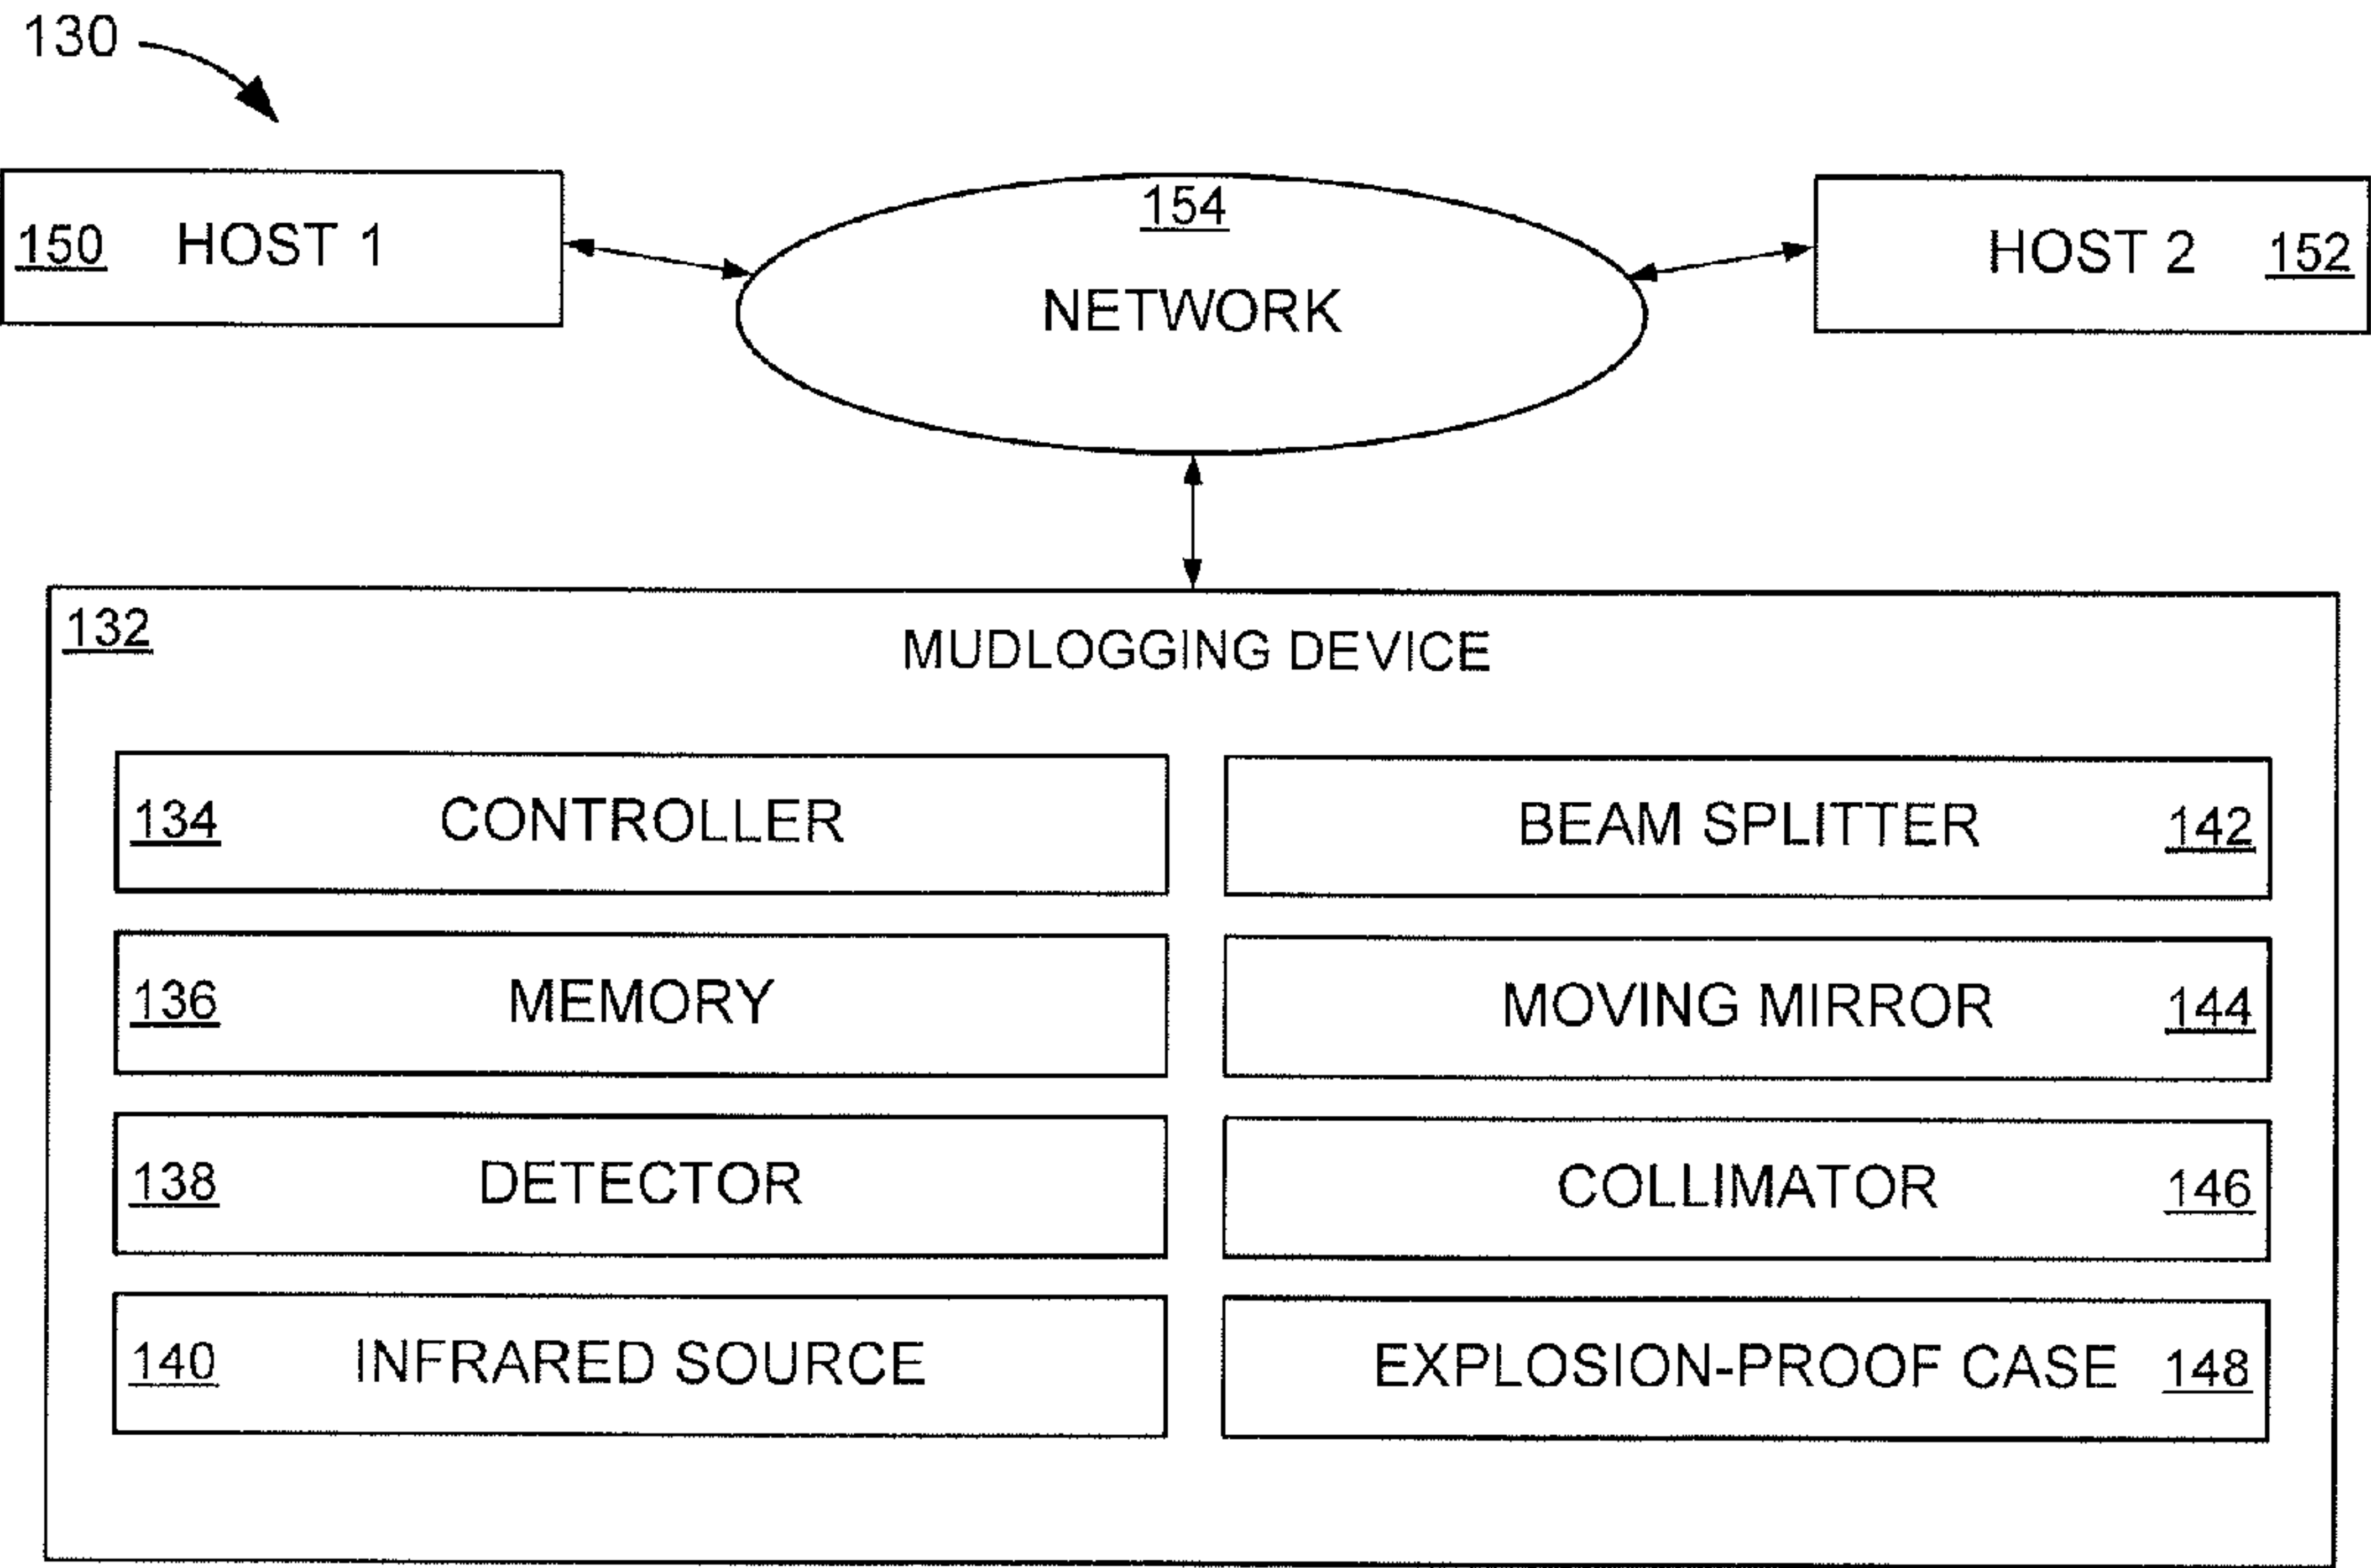 130
150 HOST 1
154
NETWORK
HOST 2 152
132
MUDLOGGING DEVICE
134 CONTROLLER
BEAM SPLITTER 142
136 MEMORY
MOVING MIRROR 144
138 DETECTOR
COLLIMATOR 146
140 INFRARED SOURCE
EXPLOSION-PROOF CASE 148